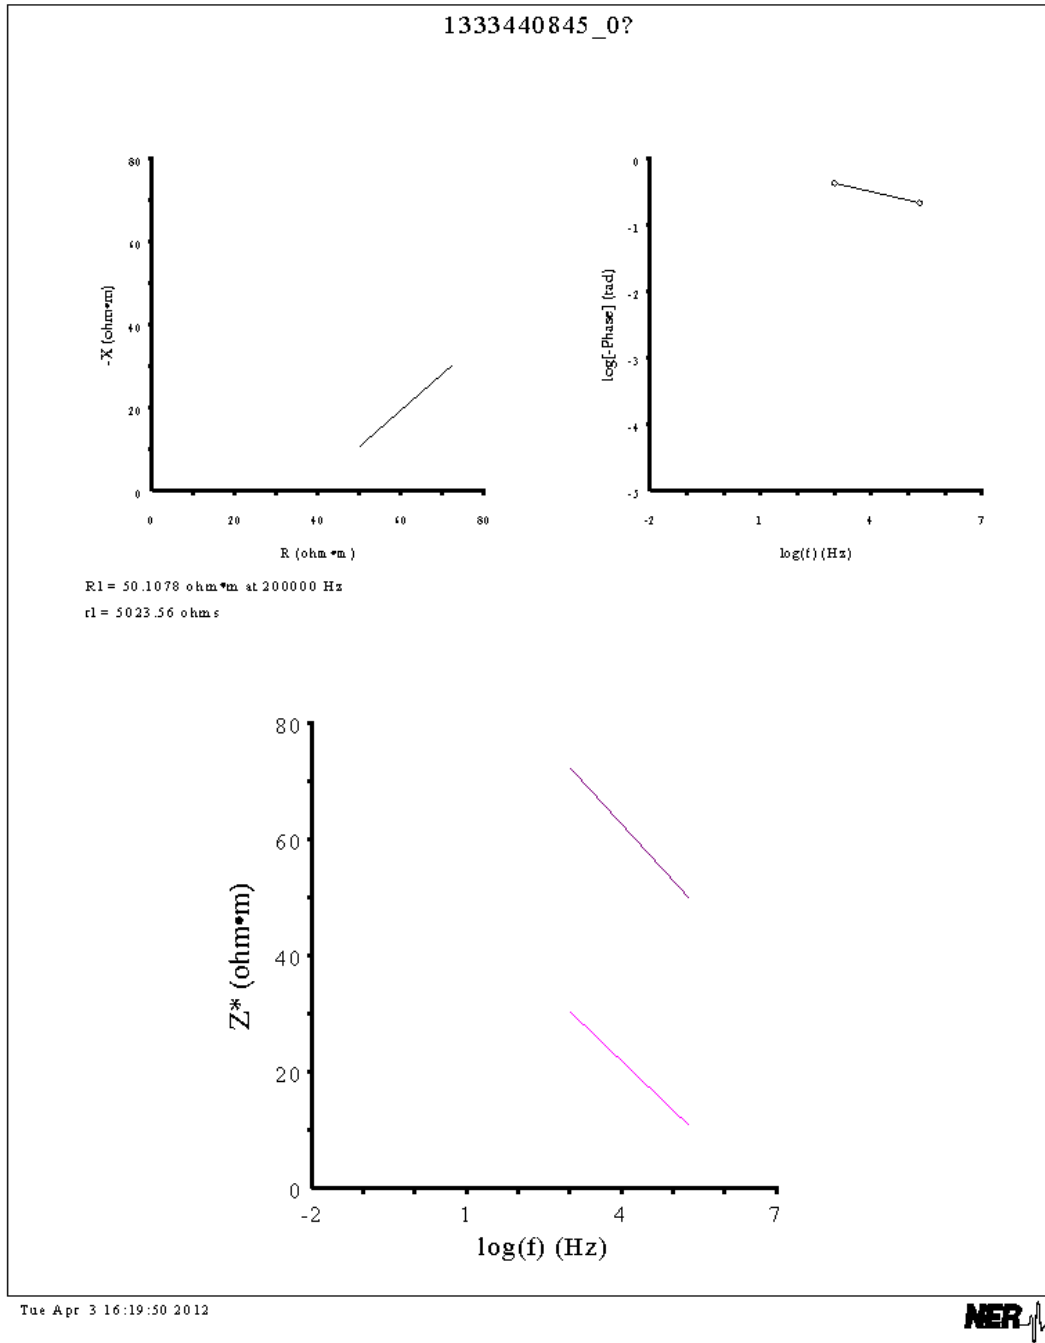 1333440845_0?
80
60
40
20
0
-X (ohm•m)
0 20 40 60 80
R (ohm•m)
0
-1
-2
-3
-4
-5
log[-Phase] (rad)
-2 1 4 7
log(f) (Hz)
R1 = 50.1078 ohm•m at 200000 Hz
r1 = 5023.56 ohms
80
60
40
20
0
Z* (ohm•m)
-2 1 4 7
log(f) (Hz)
Tue Apr 3 16:19:50 2012
NER